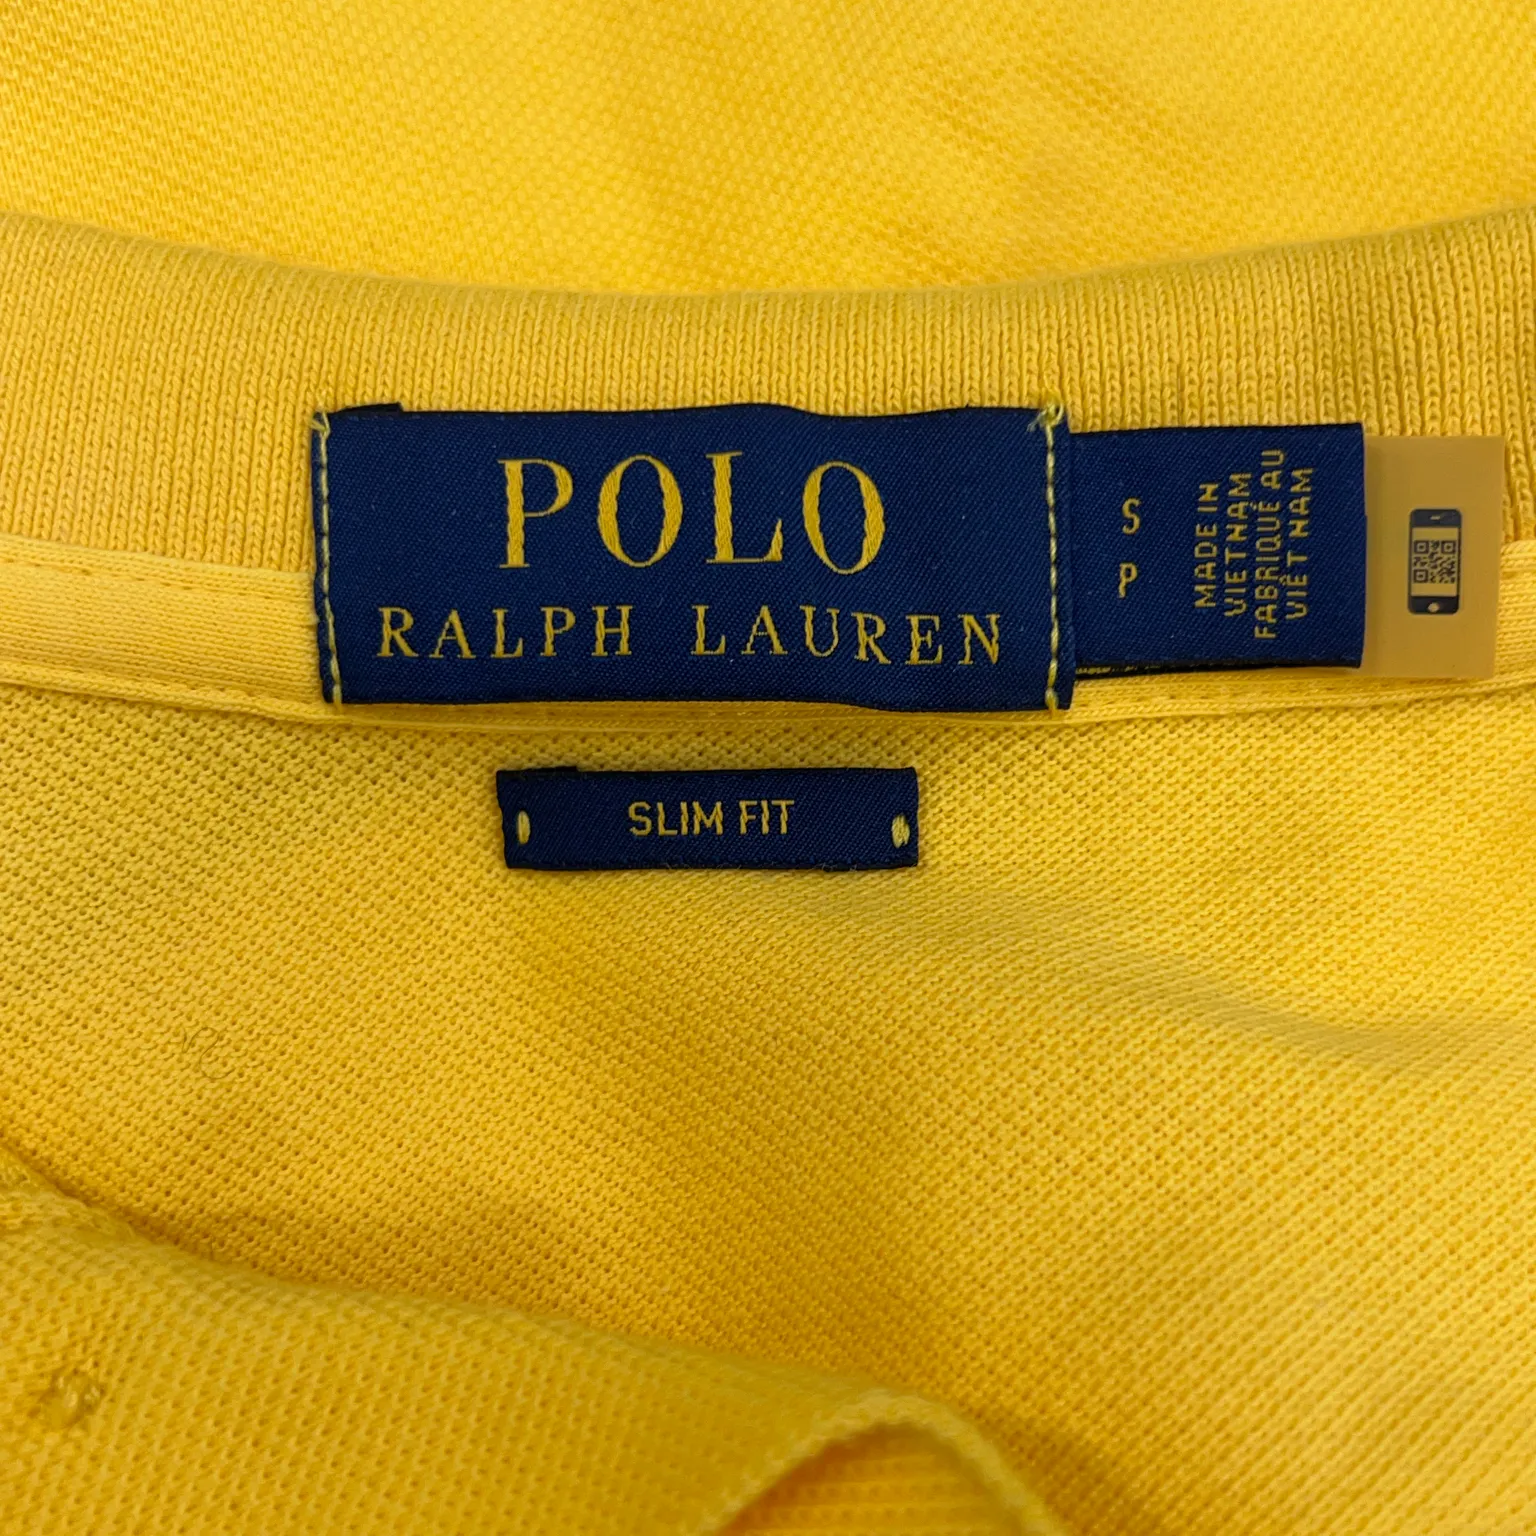 POLO
RALPH LAUREN
S
P
MADE IN
VIETNAM
FABRIQUÉ AU
VIÊT NAM
SLIM FIT